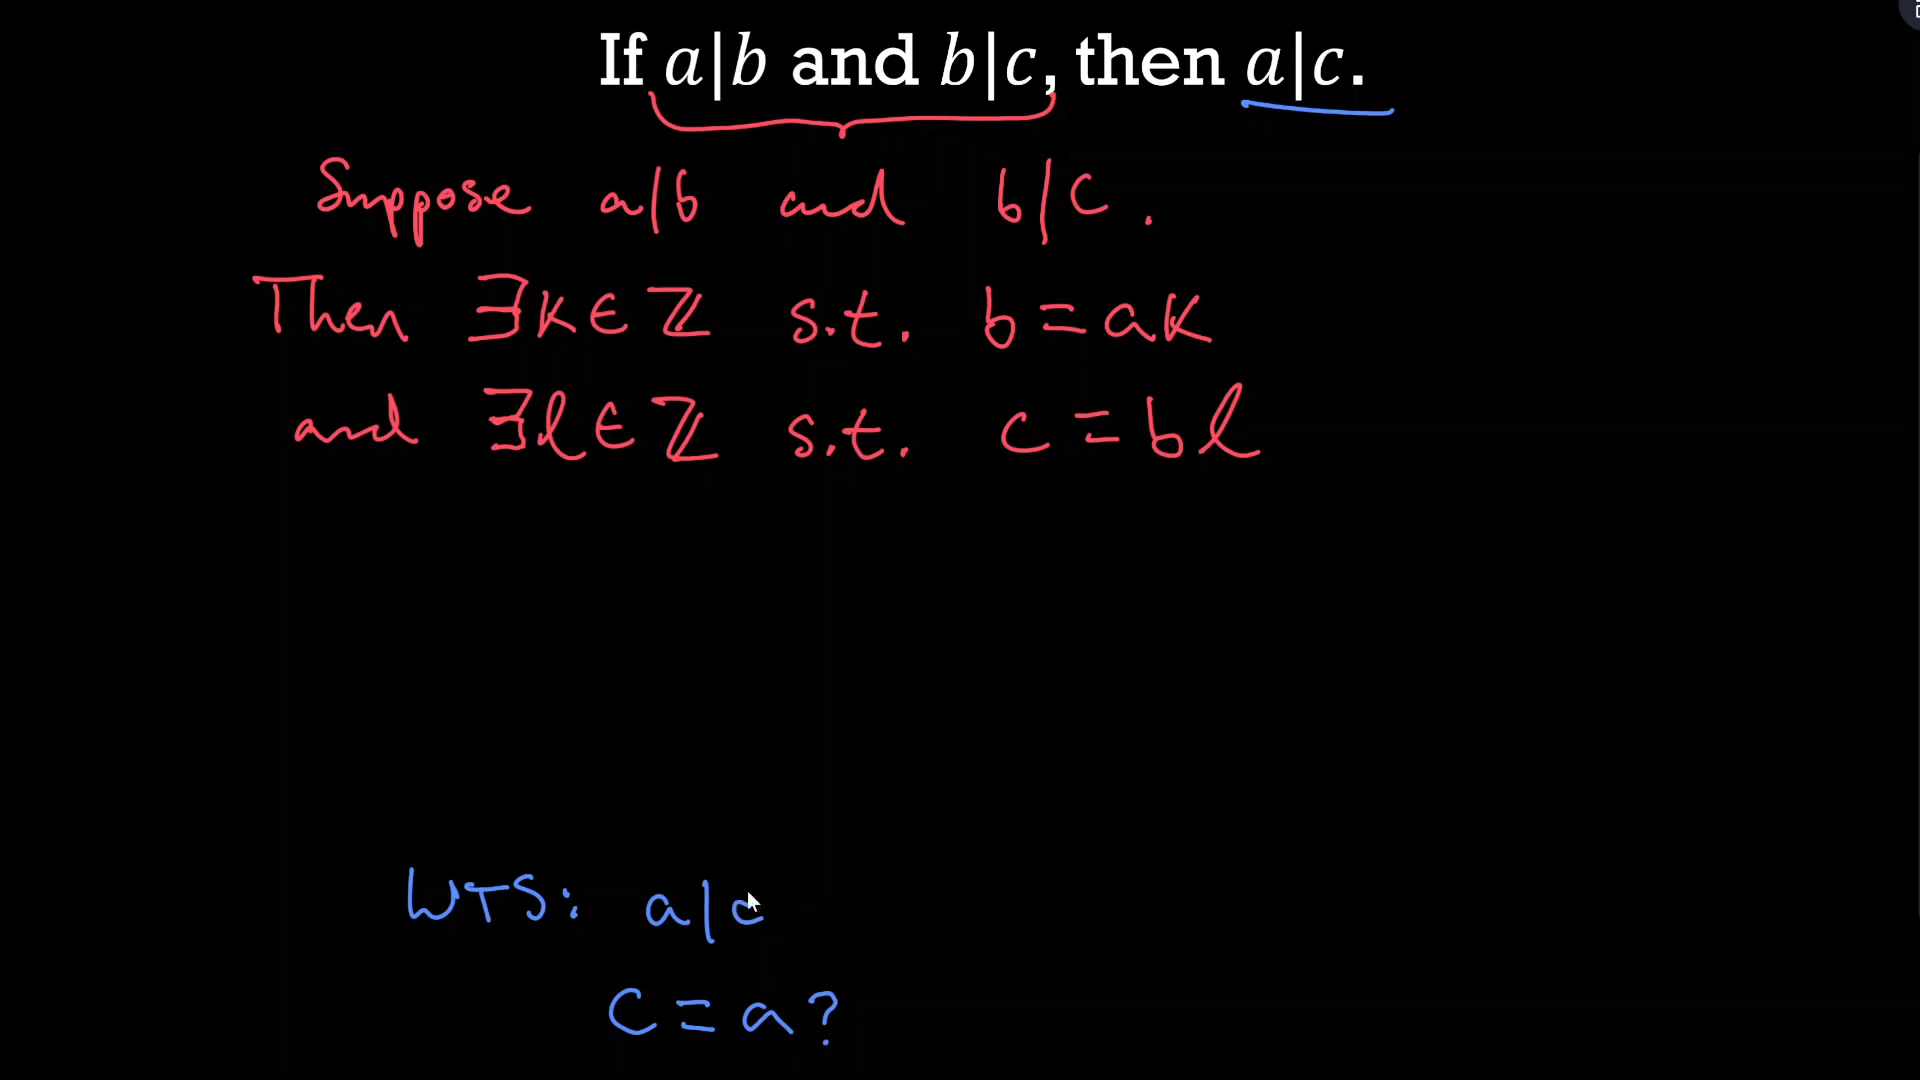 If a|b and b|c, then a|c.
Suppose a|b and b|c.
Then ∃k∈ℤ s.t. b=ak
and ∃l∈ℤ s.t. c=bl
WTS: a|c
c=a?